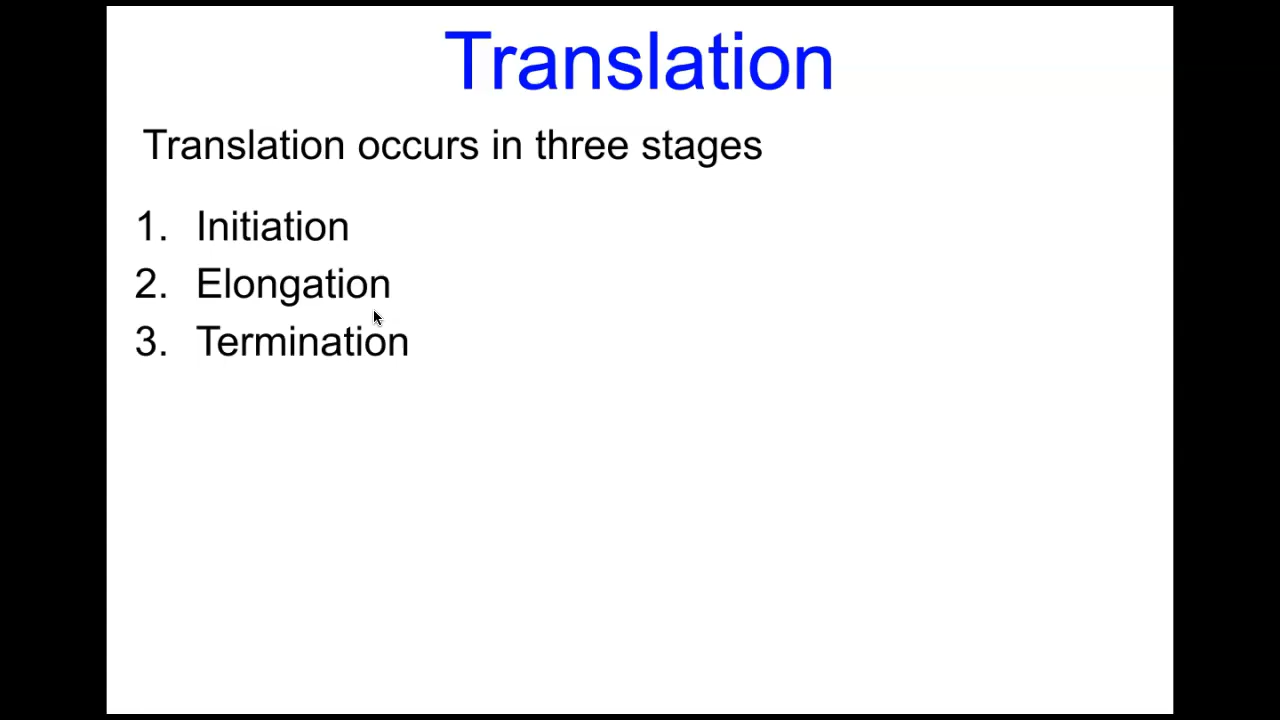 Translation
Translation occurs in three stages
1. Initiation
2. Elongation
3. Termination